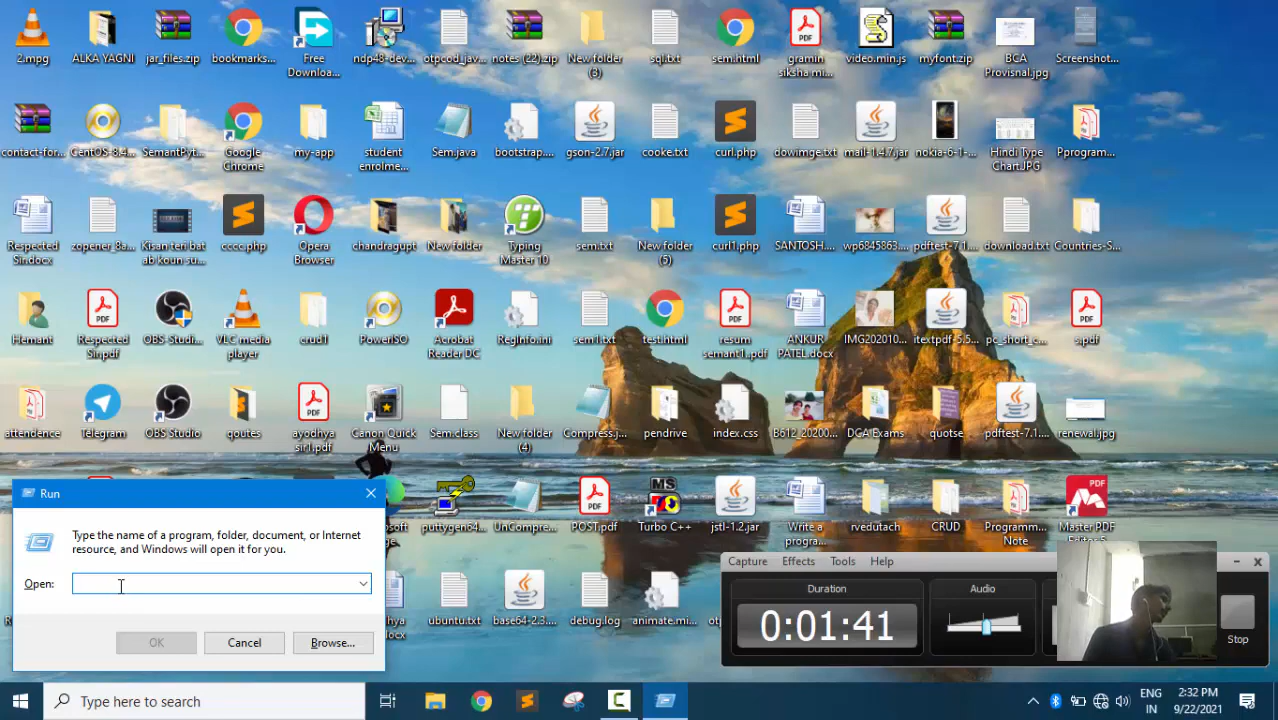 2.mpg
ALKA YAGNI
jar_files.zip
bookmarks...
Free
Downloa...
ndp48-dev...
otpcod_jav...
notes (22).zip
New folder
(3)
sql.txt
sem.html
gramin
siksha mi...
video.min.js
myfont.zip
BCA
Provisnal.jpg
Screenshot...
contact-for...
CentOS-8.4...
SemantPyt...
Google
Chrome
my-app
student
enrolme...
Sem.java
bootstrap....
gson-2.7.jar
cooke.txt
curl.php
dowimge.txt
mail-1.4.7.jar
nokia-6-1-...
Hindi Type
Chart.JPG
Pprogram...
Respected
Sir.docx
zopener_8a...
Kisan teri bat
ab koun su...
cccc.php
Opera
Browser
chandragupt
New folder
Typing
Master 10
sem.txt
New folder
(5)
curl1.php
SANTOSH....
wp6845863....
pdftest-7.1....
download.txt
Countries-S...
Hemant
Respected
Sir.pdf
OBS-Studi...
VLC media
player
crud1
PowerISO
Acrobat
Reader DC
RegInfo.ini
sem1.txt
test.html
resum
semant1..pdf
ANKUR
PATEL.docx
IMG202010...
itextpdf-5.5...
pc_short_c...
s.pdf
attendence
Telegram
OBS Studio
qoutes
ayodhya
sir1.pdf
Canon Quick
Menu
Sem.class
New folder
(4)
Compress.j...
pendrive
index.css
B612_20200...
DCA Exams
quotse
pdftest-7.1....
renewal.jpg
puttygen64...
UnCompre...
POST.pdf
Turbo C++
jstl-1.2.jar
Write a
progra...
rvedutach
CRUD
Programm...
Note
Master PDF
Editor 5
ubuntu.txt
base64-2.3....
debug.log
animate.mi...
Run
Type the name of a program, folder, document, or Internet
resource, and Windows will open it for you.
Open:
OK
Cancel
Browse...
Capture
Effects
Tools
Help
Duration
0:01:41
Audio
Stop
Type here to search
ENG
IN
2:32 PM
9/22/2021